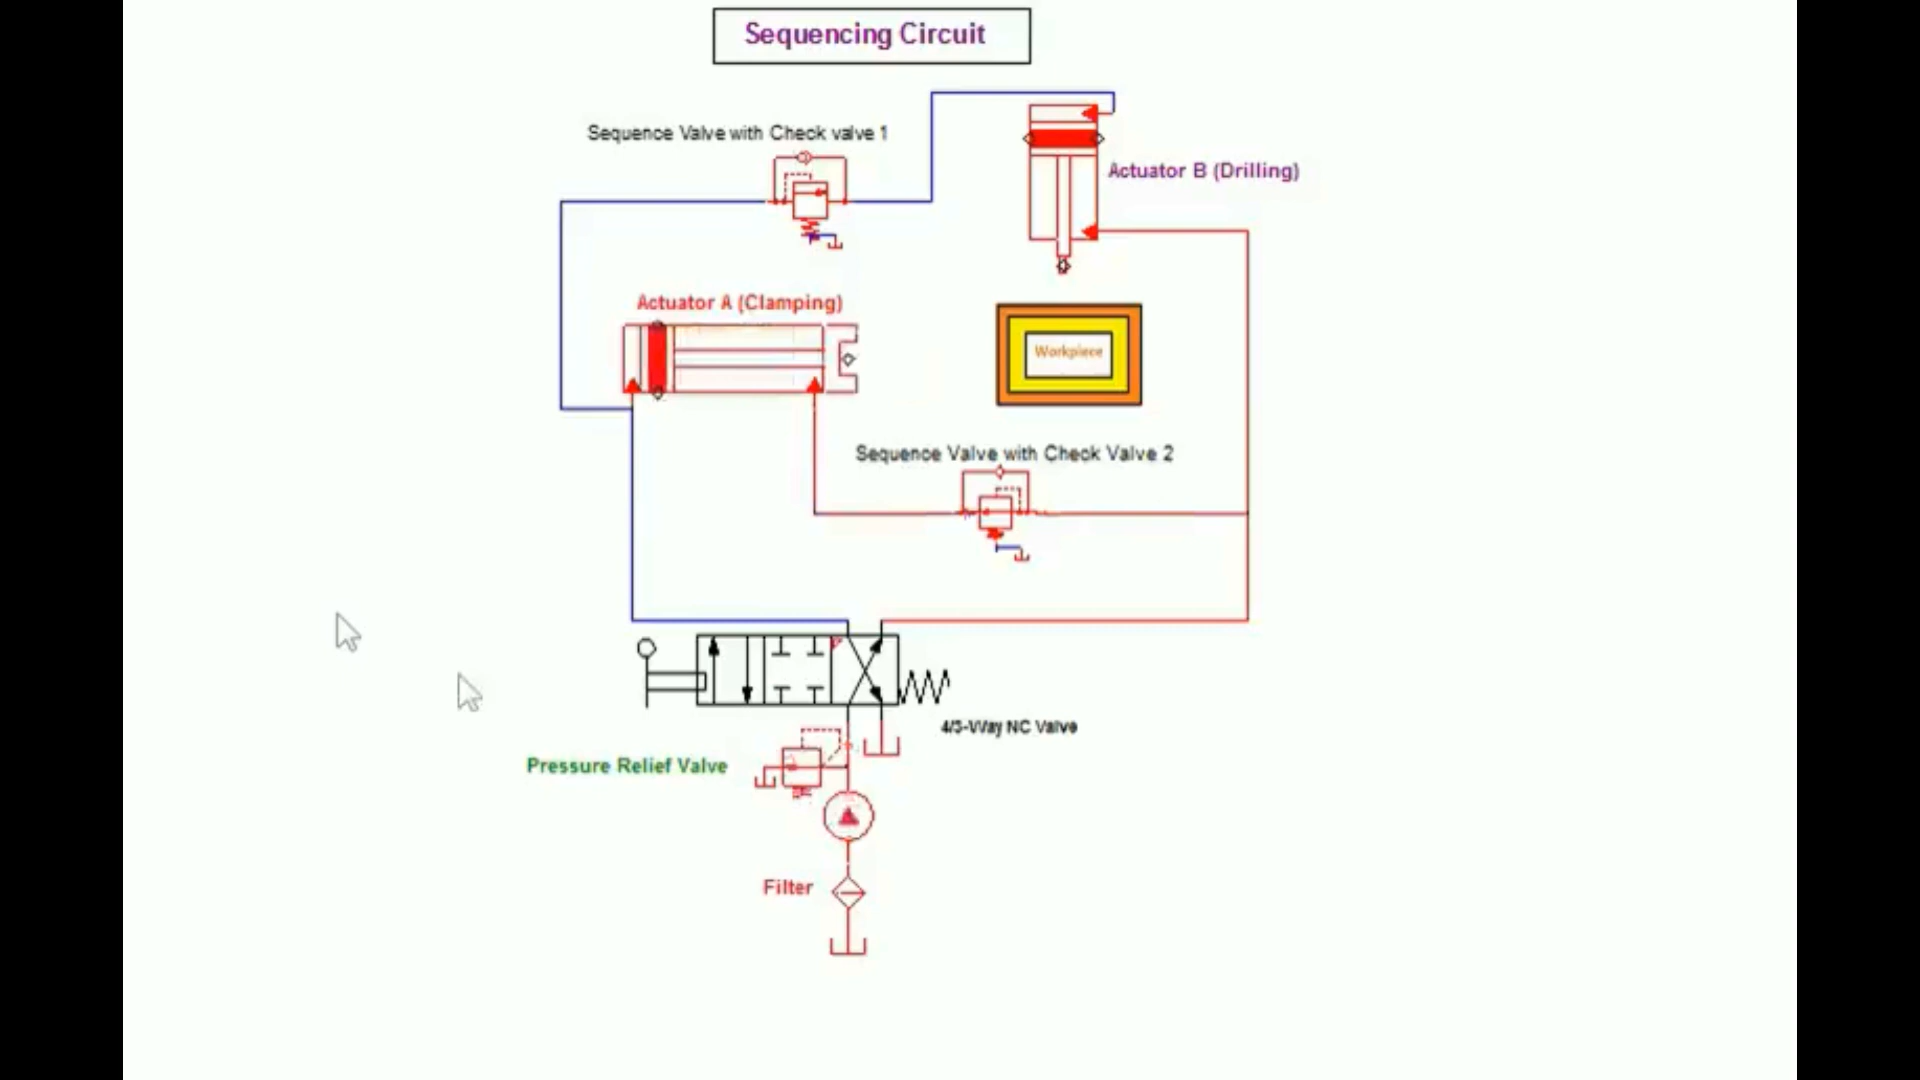 Sequencing Circuit
Sequence Valve with Check valve 1
Actuator B (Drilling)
Actuator A (Clamping)
Workpiece
Sequence Valve with Check Valve 2
4/3-Way NC Valve
Pressure Relief Valve
Filter